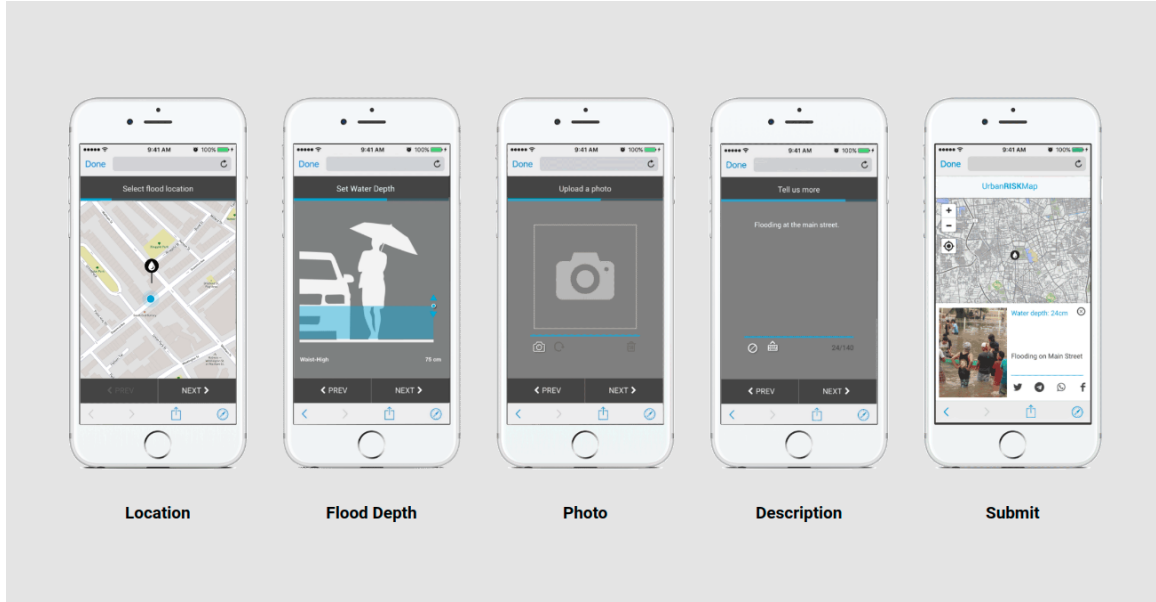 9:41 AM 100%
Done
Select flood location
PREV NEXT
9:41 AM 100%
Done
Set Water Depth
Waist-High 75 cm
PREV NEXT
9:41 AM 100%
Done
Upload a photo
PREV NEXT
9:41 AM 100%
Done
Tell us more
Flooding at the main street.
24/140
PREV NEXT
9:41 AM 100%
Done
UrbanRISKMap
+
-
Water depth: 24cm
Flooding on Main Street
Location
Flood Depth
Photo
Description
Submit